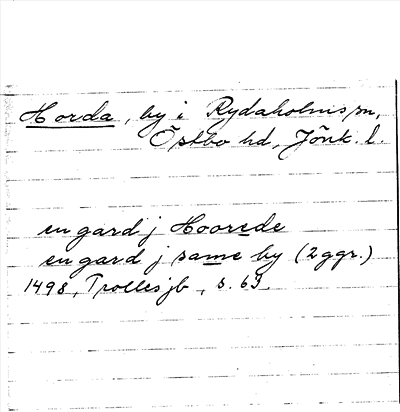 Horda, by i Rydaholms sn,
Östbo hd, Jönk. l.
en gard j Hoorede
en gard j same by (2 ggr.)
1498, Trolles jb, s. 63.